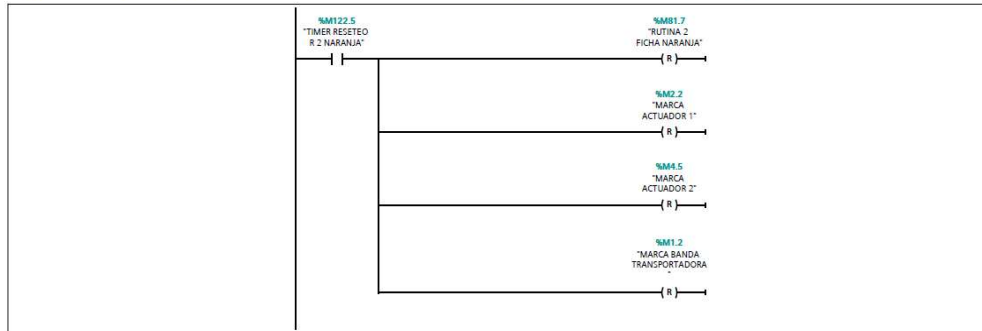 %M122.5
"TIMER RESETEO
R 2 NARANJA"
%M81.7
"RUTINA 2
FICHA NARANJA"
( R )
%M2.2
"MARCA
ACTUADOR 1"
( R )
%M4.5
"MARCA
ACTUADOR 2"
( R )
%M1.2
"MARCA BANDA
TRANSPORTADORA
"
( R )